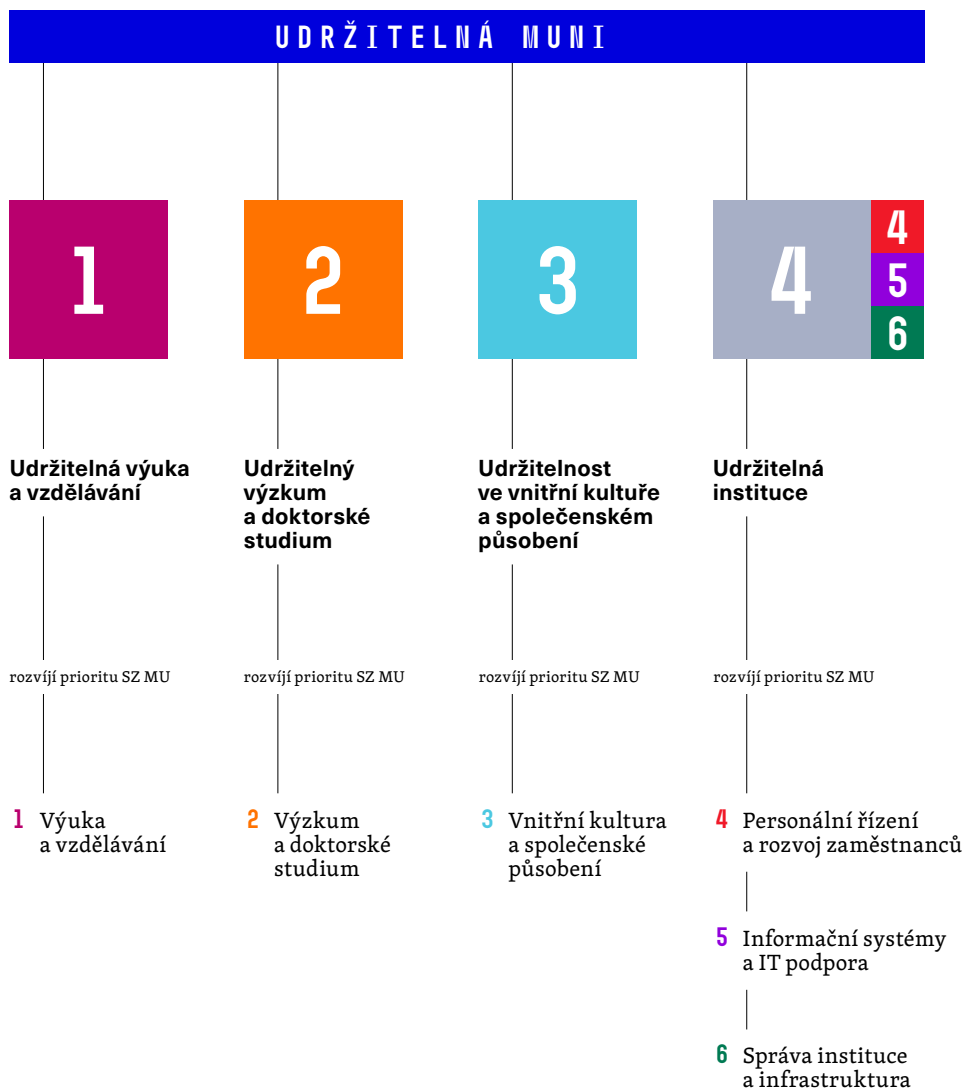 UDRŽITELNÁ MUNI
1
2
3
4
4
5
6
Udržitelná výuka
a vzdělávání
Udržitelný
výzkum
a doktorské
studium
Udržitelnost
ve vnitřní kultuře
a společenském
působení
Udržitelná
instituce
rozvíjí prioritu SZ MU
rozvíjí prioritu SZ MU
rozvíjí prioritu SZ MU
rozvíjí prioritu SZ MU
1 Výuka
a vzdělávání
2 Výzkum
a doktorské
studium
3 Vnitřní kultura
a společenské
působení
4 Personální řízení
a rozvoj zaměstnanců
5 Informační systémy
a IT podpora
6 Správa instituce
a infrastruktura